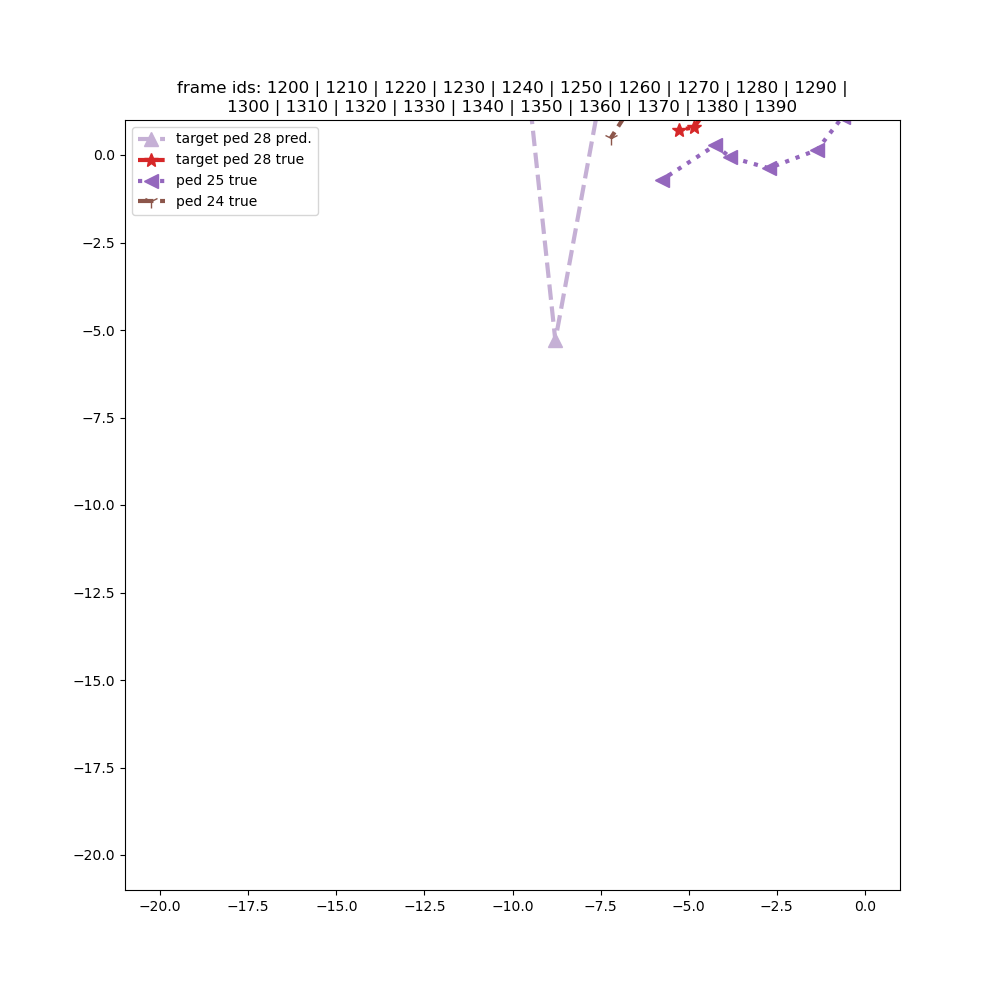 frame ids: 1200 | 1210 | 1220 | 1230 | 1240 | 1250 | 1260 | 1270 | 1280 | 1290 |
1300 | 1310 | 1320 | 1330 | 1340 | 1350 | 1360 | 1370 | 1380 | 1390
target ped 28 pred.
target ped 28 true
ped 25 true
ped 24 true
0.0
−2.5
−5.0
−7.5
−10.0
−12.5
−15.0
−17.5
−20.0
−20.0 −17.5 −15.0 −12.5 −10.0 −7.5 −5.0 −2.5 0.0